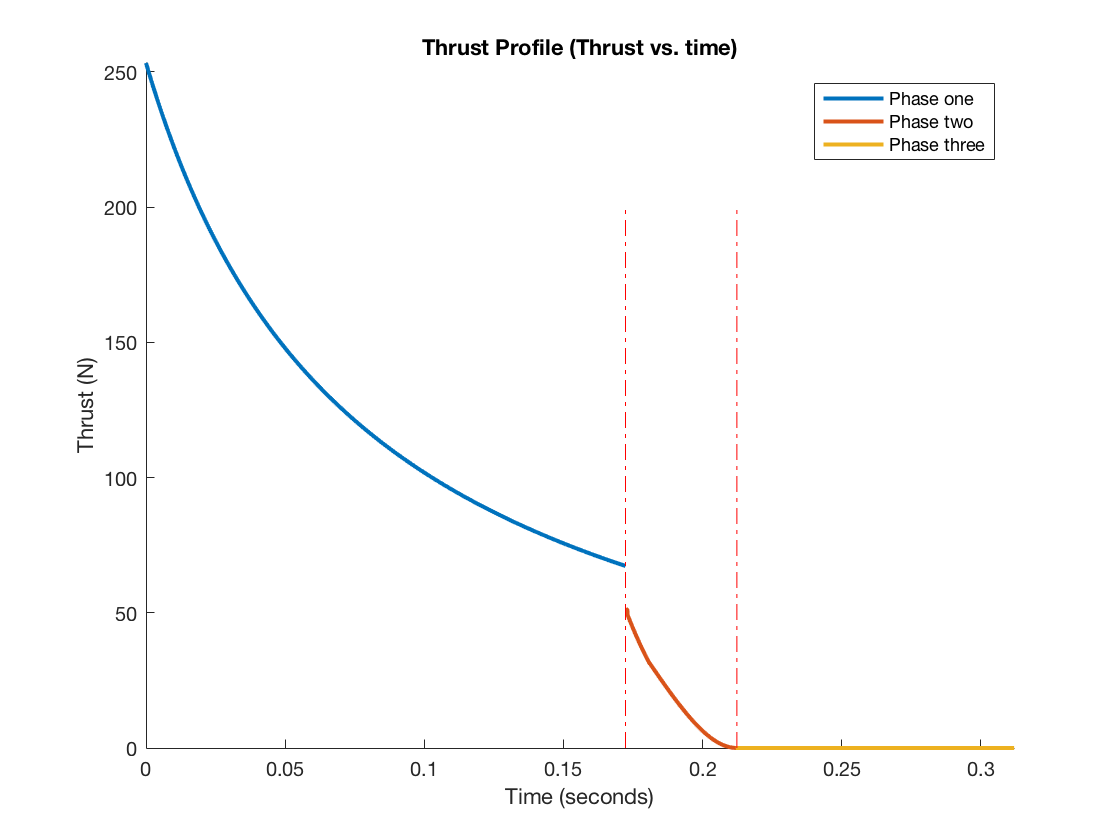 Thrust Profile (Thrust vs. time)
Phase one
Phase two
Phase three
Thrust (N)
250
200
150
100
50
0
0
0.05
0.1
0.15
0.2
0.25
0.3
Time (seconds)